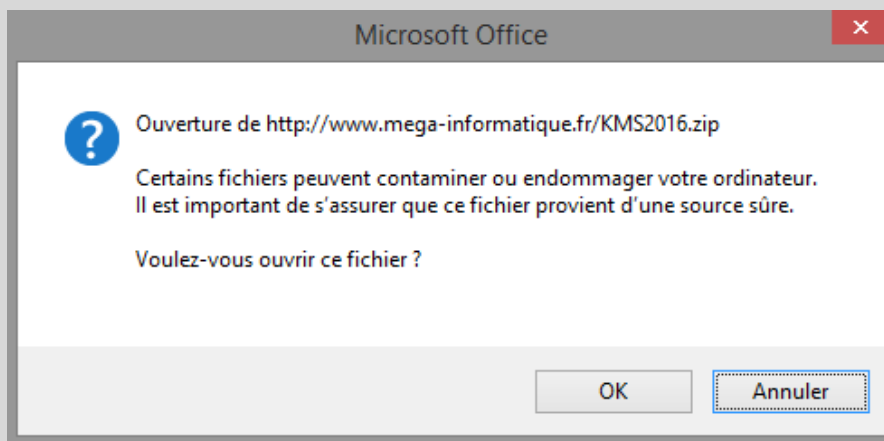 Microsoft Office
Ouverture de http://www.mega-informatique.fr/KMS2016.zip
Certains fichiers peuvent contaminer ou endommager votre ordinateur.
Il est important de s’assurer que ce fichier provient d’une source sûre.
Voulez-vous ouvrir ce fichier ?
OK
Annuler